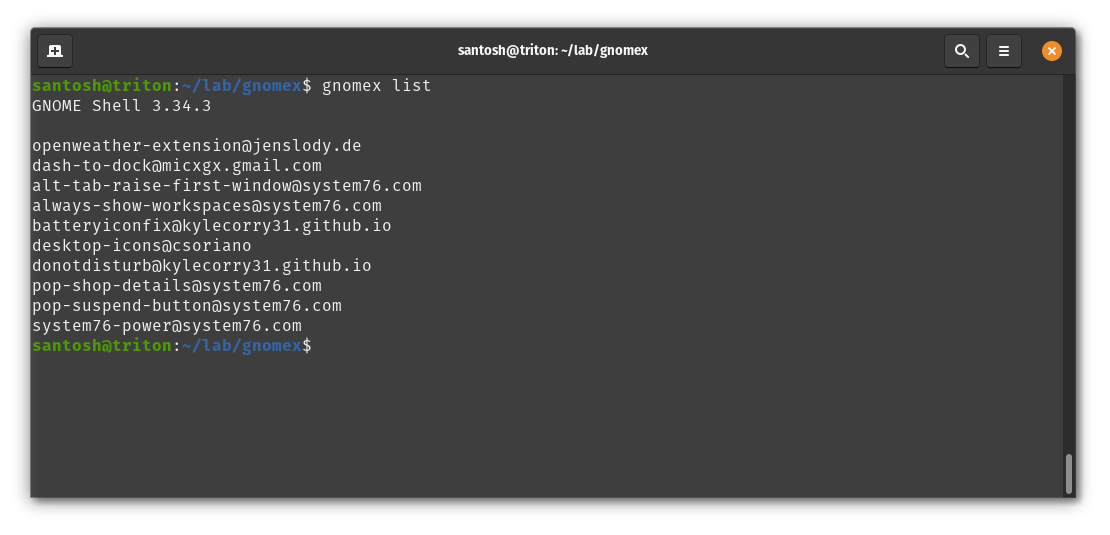 santosh@triton: ~/lab/gnomex
santosh@triton:~/lab/gnomex$ gnomex list
GNOME Shell 3.34.3
openweather-extension@jenslody.de
dash-to-dock@micxgx.gmail.com
alt-tab-raise-first-window@system76.com
always-show-workspaces@system76.com
batteryiconfix@kylecorry31.github.io
desktop-icons@csoriano
donotdisturb@kylecorry31.github.io
pop-shop-details@system76.com
pop-suspend-button@system76.com
system76-power@system76.com
santosh@triton:~/lab/gnomex$